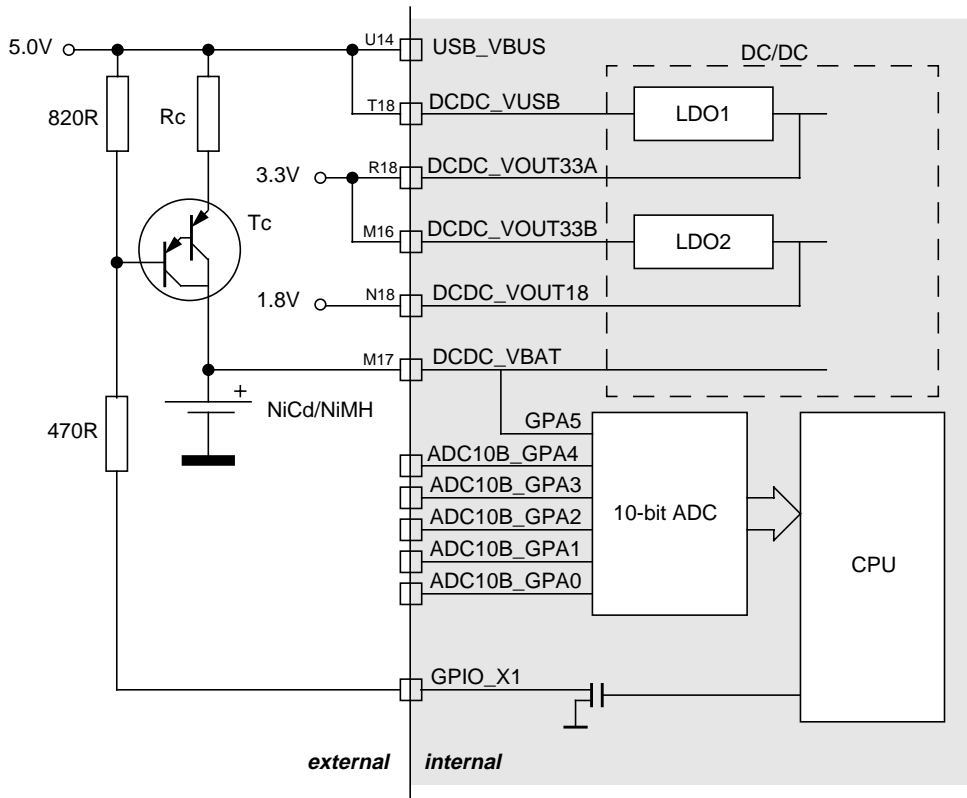 5.0V
U14
USB_VBUS
DC/DC
820R
Rc
T18
DCDC_VUSB
LDO1
3.3V
R18
DCDC_VOUT33A
Tc
M16
DCDC_VOUT33B
LDO2
1.8V
N18
DCDC_VOUT18
M17
DCDC_VBAT
+
NiCd/NiMH
470R
GPA5
ADC10B_GPA4
ADC10B_GPA3
ADC10B_GPA2
ADC10B_GPA1
ADC10B_GPA0
10-bit ADC
CPU
GPIO_X1
external
internal